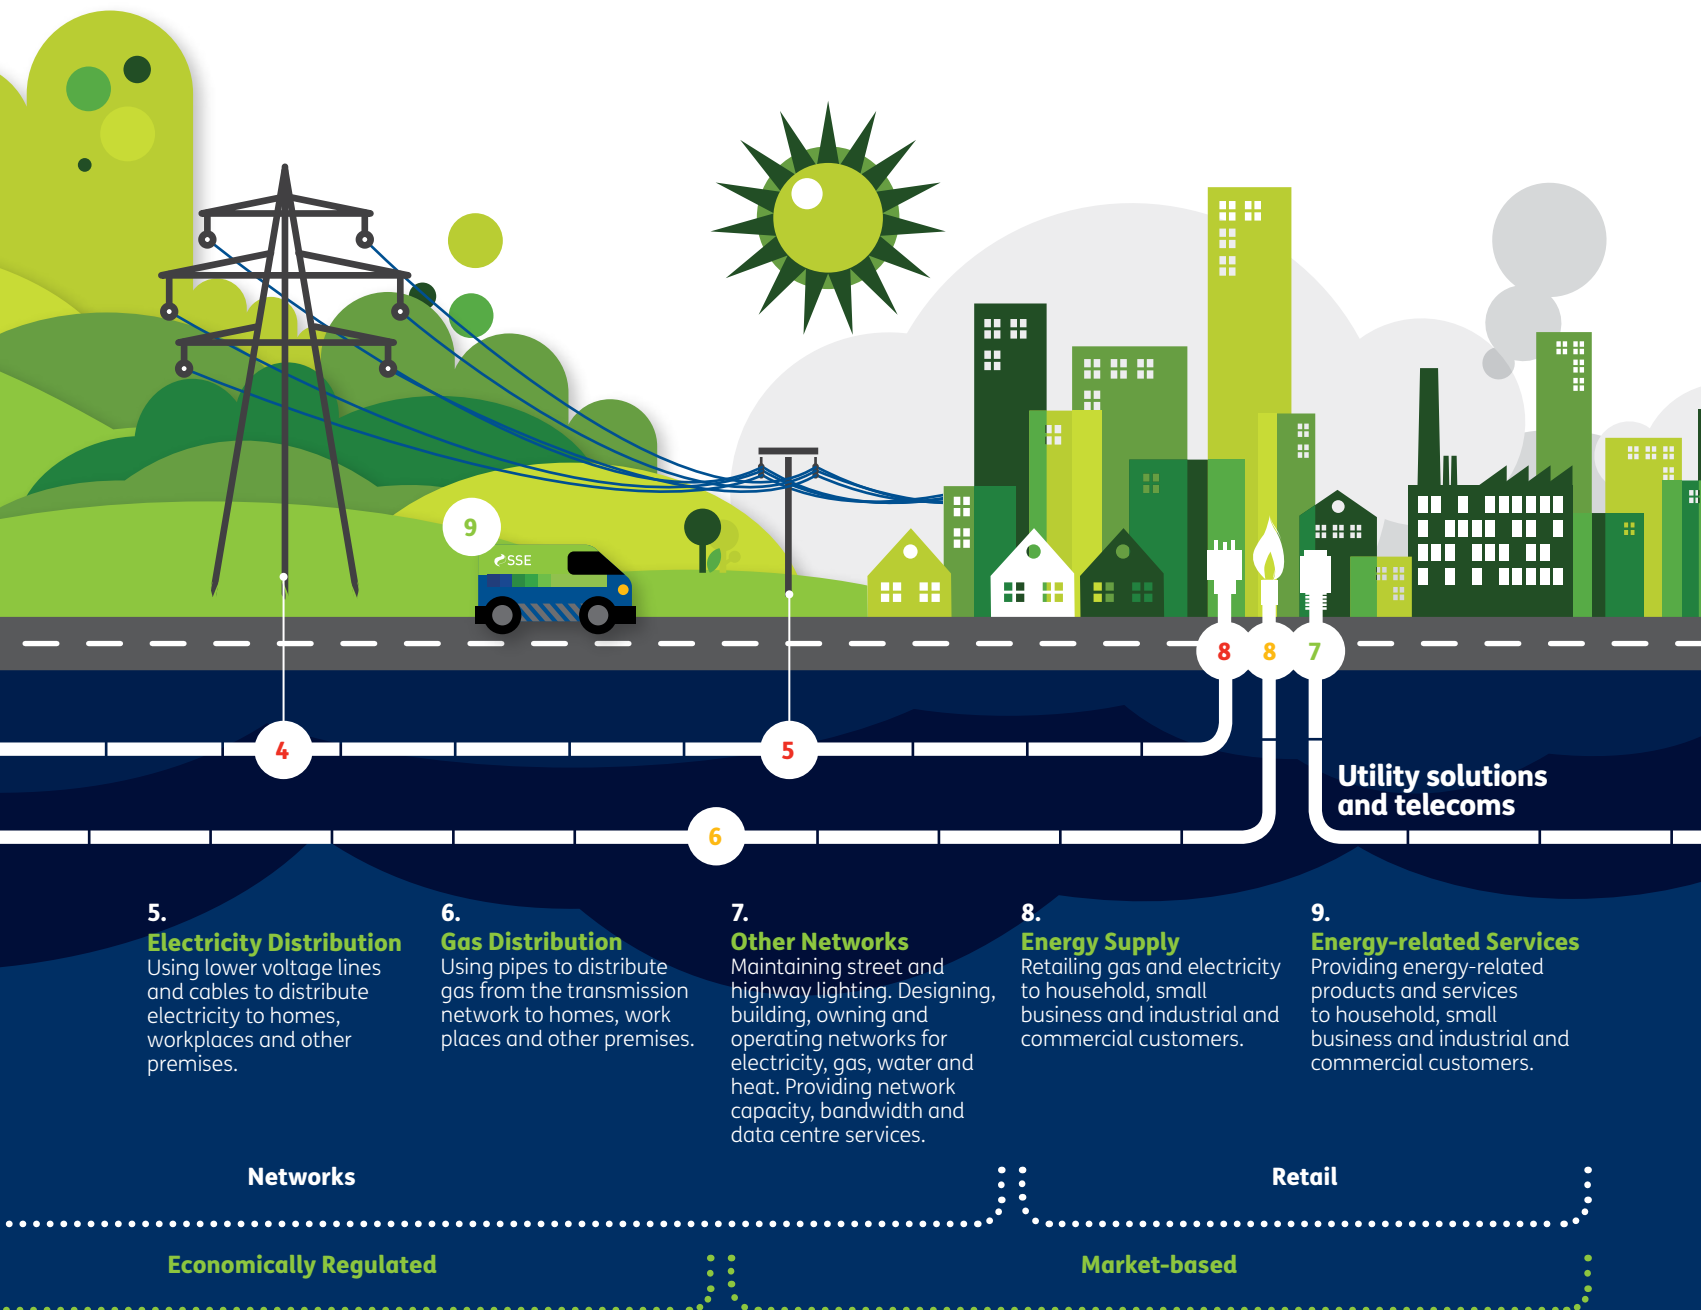 9
SSE
8
8
7
4
5
Utility solutions
and telecoms
6
5.
Electricity Distribution
Using lower voltage lines
and cables to distribute
electricity to homes,
workplaces and other
premises.
6.
Gas Distribution
Using pipes to distribute
gas from the transmission
network to homes, work
places and other premises.
7.
Other Networks
Maintaining street and
highway lighting. Designing,
building, owning and
operating networks for
electricity, gas, water and
heat. Providing network
capacity, bandwidth and
data centre services.
8.
Energy Supply
Retailing gas and electricity
to household, small
business and industrial and
commercial customers.
9.
Energy-related Services
Providing energy-related
products and services
to household, small
business and industrial and
commercial customers.
Networks
Retail
Economically Regulated
Market-based